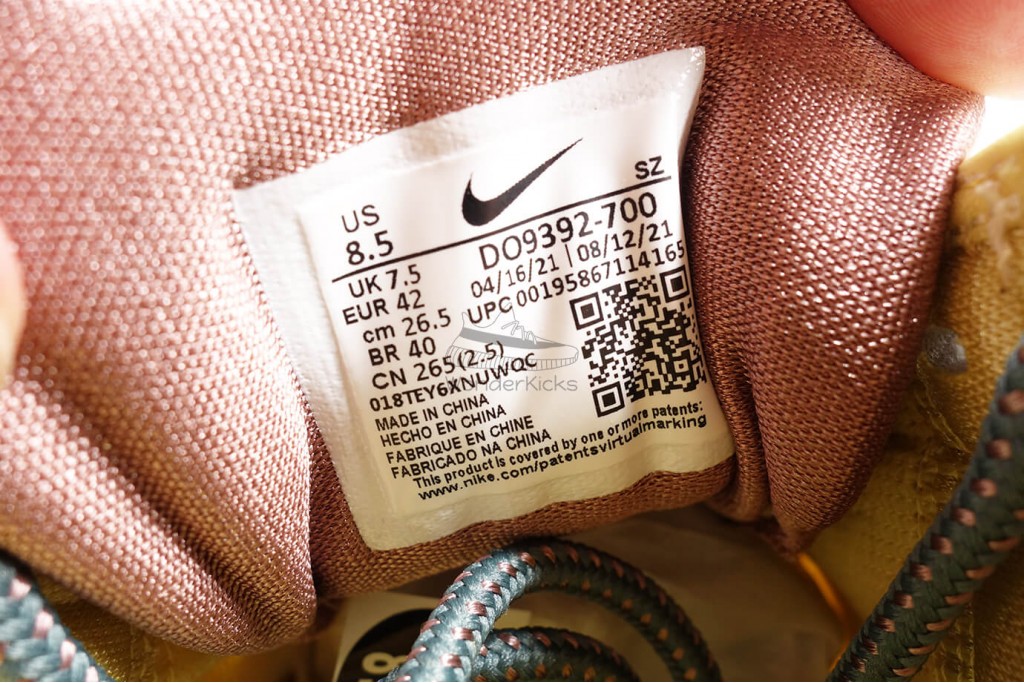 US
8.5
SZ
UK 7.5
EUR 42
cm 26.5
BR 40
CN 265 (2.5)
018TEY6XNUWQC
DO9392-700
04/16/21 | 08/12/21
UPC 00195867114165
MADE IN CHINA
HECHO EN CHINA
FABRIQUE EN CHINE
FABRICADO NA CHINA
This product is covered by one or more patents:
www.nike.com/patentsvirtualmarking